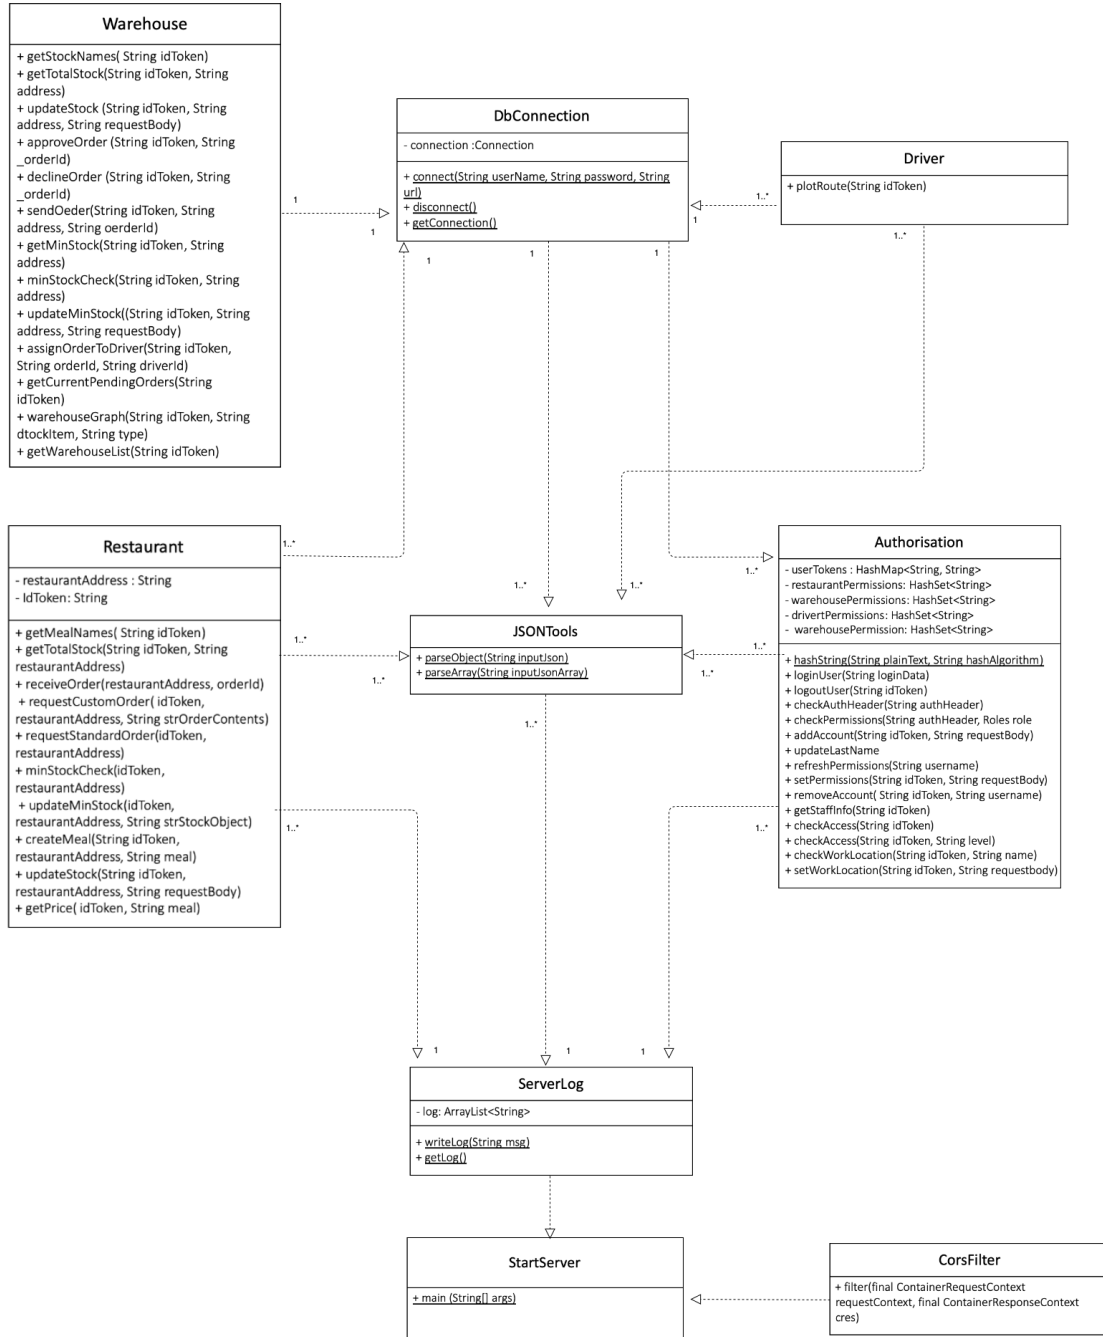 Warehouse
+ getStockNames( String idToken)
+ getTotalStock(String idToken, String
address)
+ updateStock (String idToken, String
address, String requestBody)
+ approveOrder (String idToken, String
_orderId)
+ declineOrder (String idToken, String
_orderId)
+ sendOeder(String idToken, String
address, String oerderId)
+ getMinStock(String idToken, String
address)
+ minStockCheck(String idToken, String
address)
+ updateMinStock((String idToken, String
address, String requestBody)
+ assignOrderToDriver(String idToken,
String orderId, String driverId)
+ getCurrentPendingOrders(String
idToken)
+ warehouseGraph(String idToken, String
dtockItem, String type)
+ getWarehouseList(String idToken)
1
1
DbConnection
- connection :Connection
+ connect(String userName, String password, String
url)
+ disconnect()
+ getConnection()
1
1
1
1
1..*
Driver
+ plotRoute(String idToken)
1..*
Restaurant
- restaurantAddress : String
- IdToken: String
+ getMealNames( String idToken)
+ getTotalStock(String idToken, String
restaurantAddress)
+ receiveOrder(restaurantAddress, orderId)
+ requestCustomOrder( idToken,
restaurantAddress, String strOrderContents)
+ requestStandardOrder(idToken,
restaurantAddress)
+ minStockCheck(idToken,
restaurantAddress)
+ updateMinStock(idToken,
restaurantAddress, String strStockObject)
+ createMeal(String idToken,
restaurantAddress, String meal)
+ updateStock(String idToken,
restaurantAddress, String requestBody)
+ getPrice( idToken, String meal)
1..*
1..*
1..*
1..*
1..*
1..*
JSONTools
+ parseObject(String inputJson)
+ parseArray(String inputJsonArray)
1..*
1..*
1..*
Authorisation
- userTokens : HashMap<String, String>
- restaurantPermissions: HashSet<String>
- warehousePermissions: HashSet<String>
- drivertPermissions: HashSet<String>
- warehousePermission: HashSet<String>
+ hashString(String plainText, String hashAlgorithm)
+ loginUser(String loginData)
+ logoutUser(String idToken)
+ checkAuthHeader(String authHeader)
+ checkPermissions(String authHeader, Roles role
+ addAccount(String idToken, String requestBody)
+ updateLastName
+ refreshPermissions(String username)
+ setPermissions(String idToken, String requestBody)
+ removeAccount( String idToken, String username)
+ getStaffInfo(String idToken)
+ checkAccess(String idToken)
+ checkAccess(String idToken, String level)
+ checkWorkLocation(String idToken, String name)
+ setWorkLocation(String idToken, String requestbody)
1..*
1..*
1
1
1
ServerLog
- log: ArrayList<String>
+ writeLog(String msg)
+ getLog()
StartServer
+ main (String[] args)
CorsFilter
+ filter(final ContainerRequestContext
requestContext, final ContainerResponseContext
cres)